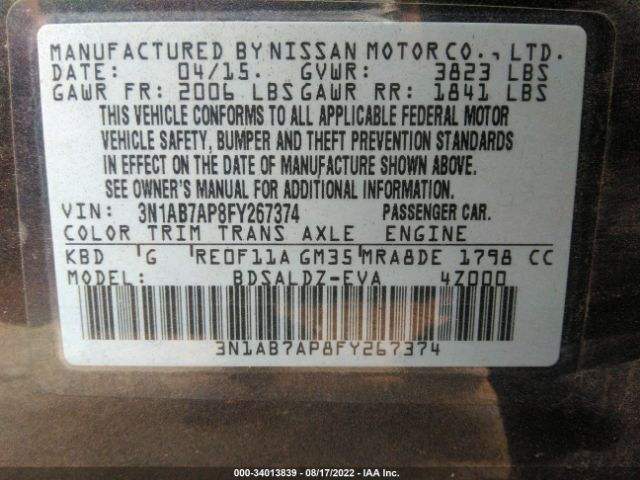 MANUFACTURED BY NISSAN MOTOR CO., LTD.
DATE: 04/15. GVWR: 3823 LBS
GAWR FR: 2006 LBS GAWR RR: 1841 LBS
THIS VEHICLE CONFORMS TO ALL APPLICABLE FEDERAL MOTOR
VEHICLE SAFETY, BUMPER AND THEFT PREVENTION STANDARDS
IN EFFECT ON THE DATE OF MANUFACTURE SHOWN ABOVE.
SEE OWNER'S MANUAL FOR ADDITIONAL INFORMATION.
VIN: 3N1AB7AP8FY267374 PASSENGER CAR.
COLOR TRIM TRANS AXLE ENGINE
KBD G RE0F11A GM35 MRA8DE 1798 CC
MODEL: BDSALDZ-EVA 4Z000
3N1AB7AP8FY267374
000-34013839 - 08/17/2022 - IAA Inc.